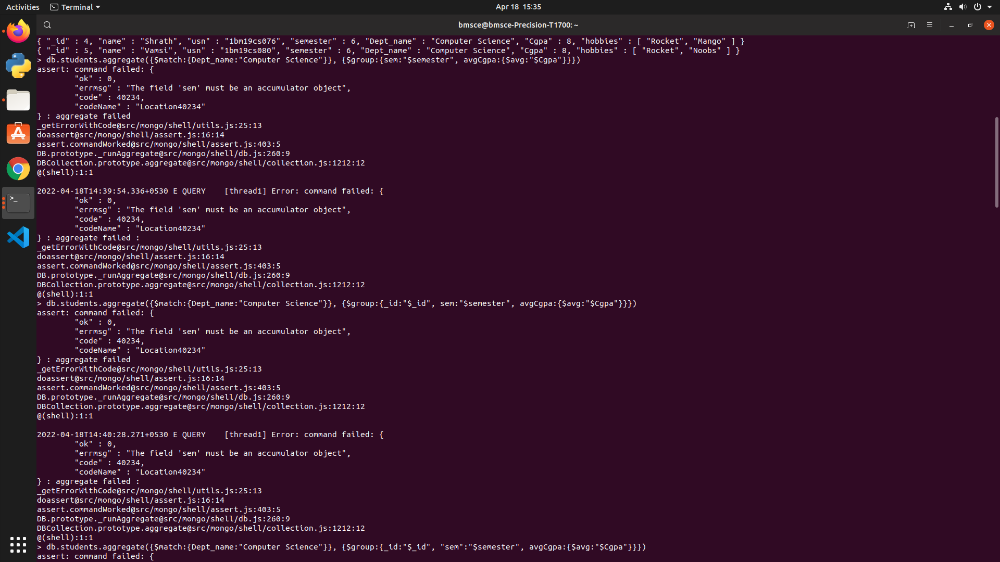 Activities Terminal Apr 18 15:35
bmsce@bmsce-Precision-T1700: ~
{ "_id" : 4, "name" : "Shrath", "usn" : "1bm19cs076", "semester" : 6, "Dept_name" : "Computer Science", "Cgpa" : 8, "hobbies" : [ "Rocket", "Mango" ] }
{ "_id" : 5, "name" : "Vamsi", "usn" : "1bm19cs080", "semester" : 6, "Dept_name" : "Computer Science", "Cgpa" : 8, "hobbies" : [ "Rocket", "Noobs" ] }
> db.students.aggregate({$match:{Dept_name:"Computer Science"}}, {$group:{sem:"$semester", avgCgpa:{$avg:"$Cgpa"}}})
assert: command failed: {
"ok" : 0,
"errmsg" : "The field 'sem' must be an accumulator object",
"code" : 40234,
"codeName" : "Location40234"
} : aggregate failed
_getErrorWithCode@src/mongo/shell/utils.js:25:13
doassert@src/mongo/shell/assert.js:16:14
assert.commandWorked@src/mongo/shell/assert.js:403:5
DB.prototype._runAggregate@src/mongo/shell/db.js:260:9
DBCollection.prototype.aggregate@src/mongo/shell/collection.js:1212:12
@(shell):1:1
2022-04-18T14:39:54.336+0530 E QUERY    [thread1] Error: command failed: {
"ok" : 0,
"errmsg" : "The field 'sem' must be an accumulator object",
"code" : 40234,
"codeName" : "Location40234"
} : aggregate failed :
_getErrorWithCode@src/mongo/shell/utils.js:25:13
doassert@src/mongo/shell/assert.js:16:14
assert.commandWorked@src/mongo/shell/assert.js:403:5
DB.prototype._runAggregate@src/mongo/shell/db.js:260:9
DBCollection.prototype.aggregate@src/mongo/shell/collection.js:1212:12
@(shell):1:1
> db.students.aggregate({$match:{Dept_name:"Computer Science"}}, {$group:{_id:"$_id", sem:"$semester", avgCgpa:{$avg:"$Cgpa"}}})
assert: command failed: {
"ok" : 0,
"errmsg" : "The field 'sem' must be an accumulator object",
"code" : 40234,
"codeName" : "Location40234"
} : aggregate failed
_getErrorWithCode@src/mongo/shell/utils.js:25:13
doassert@src/mongo/shell/assert.js:16:14
assert.commandWorked@src/mongo/shell/assert.js:403:5
DB.prototype._runAggregate@src/mongo/shell/db.js:260:9
DBCollection.prototype.aggregate@src/mongo/shell/collection.js:1212:12
@(shell):1:1
2022-04-18T14:40:28.271+0530 E QUERY    [thread1] Error: command failed: {
"ok" : 0,
"errmsg" : "The field 'sem' must be an accumulator object",
"code" : 40234,
"codeName" : "Location40234"
} : aggregate failed :
_getErrorWithCode@src/mongo/shell/utils.js:25:13
doassert@src/mongo/shell/assert.js:16:14
assert.commandWorked@src/mongo/shell/assert.js:403:5
DB.prototype._runAggregate@src/mongo/shell/db.js:260:9
DBCollection.prototype.aggregate@src/mongo/shell/collection.js:1212:12
@(shell):1:1
> db.students.aggregate({$match:{Dept_name:"Computer Science"}}, {$group:{_id:"$_id", "sem":"$semester", avgCgpa:{$avg:"$Cgpa"}}})
assert: command failed: {